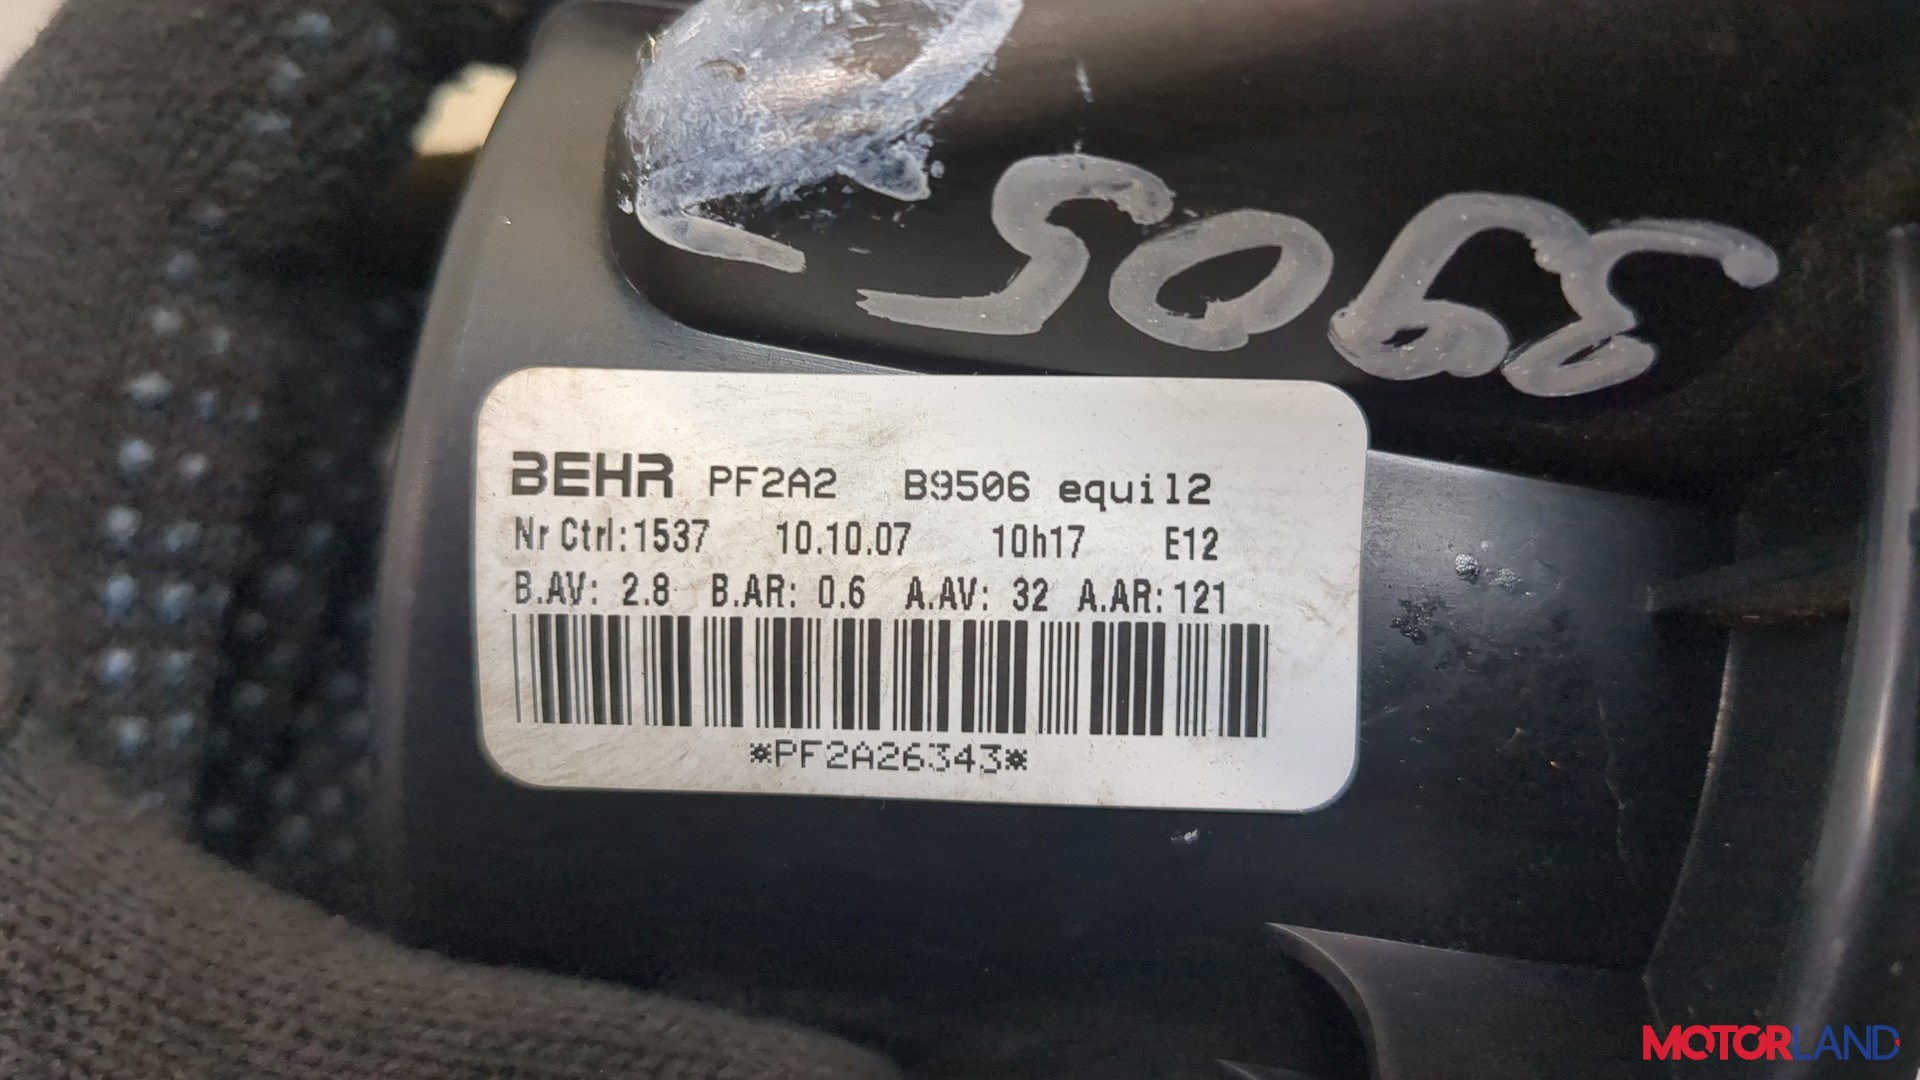 BEHR PF2A2 B9506 equil2
Nr Ctrl:1537 10.10.07 10h17 E12
B.AV: 2.8 B.AR: 0.6 A.AV: 32 A.AR: 121
*PF2A26343*
MOTORLAND